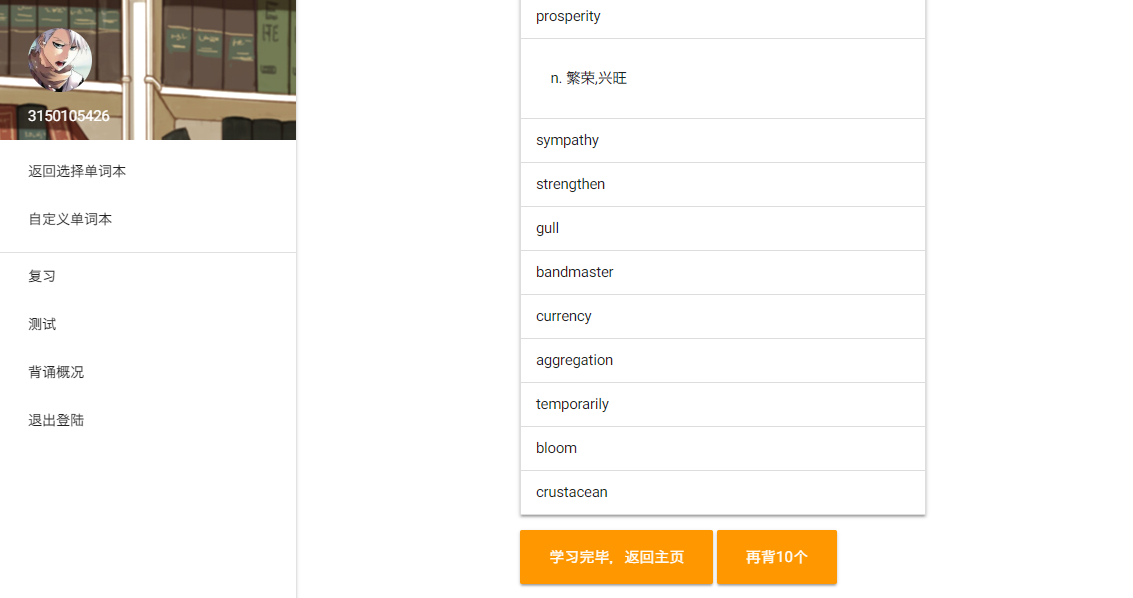 3150105426
返回选择单词本
自定义单词本
复习
测试
背诵概况
退出登陆
prosperity
n. 繁荣,兴旺
sympathy
strengthen
gull
bandmaster
currency
aggregation
temporarily
bloom
crustacean
学习完毕，返回主页
再背10个